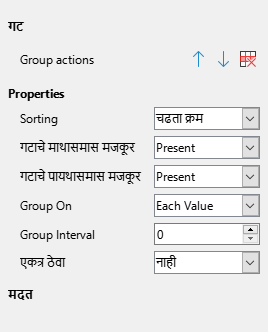 गट
Group actions
Properties
Sorting चढता क्रम
गटाचे माथासमास मजकूर Present
गटाचे पायथासमास मजकूर Present
Group On Each Value
Group Interval 0
एकत्र ठेवा नाही
मदत